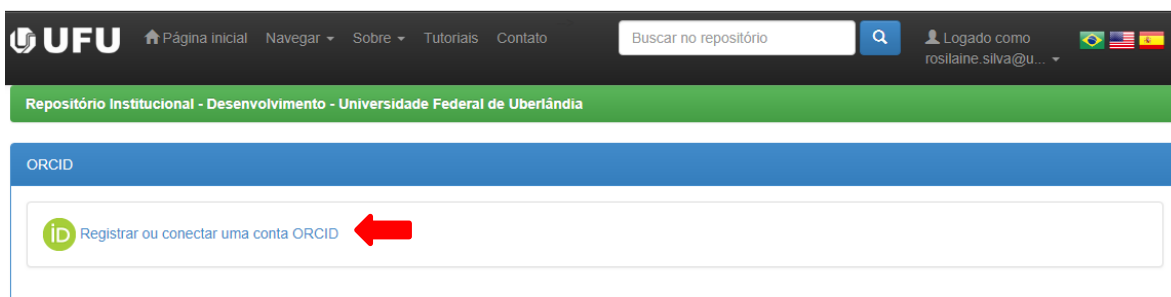 UFU Página inicial Navegar Sobre Tutoriais Contato Buscar no repositório Logado como
rosilaine.silva@u...
Repositório Institucional - Desenvolvimento - Universidade Federal de Uberlândia
ORCID
iD Registrar ou conectar uma conta ORCID